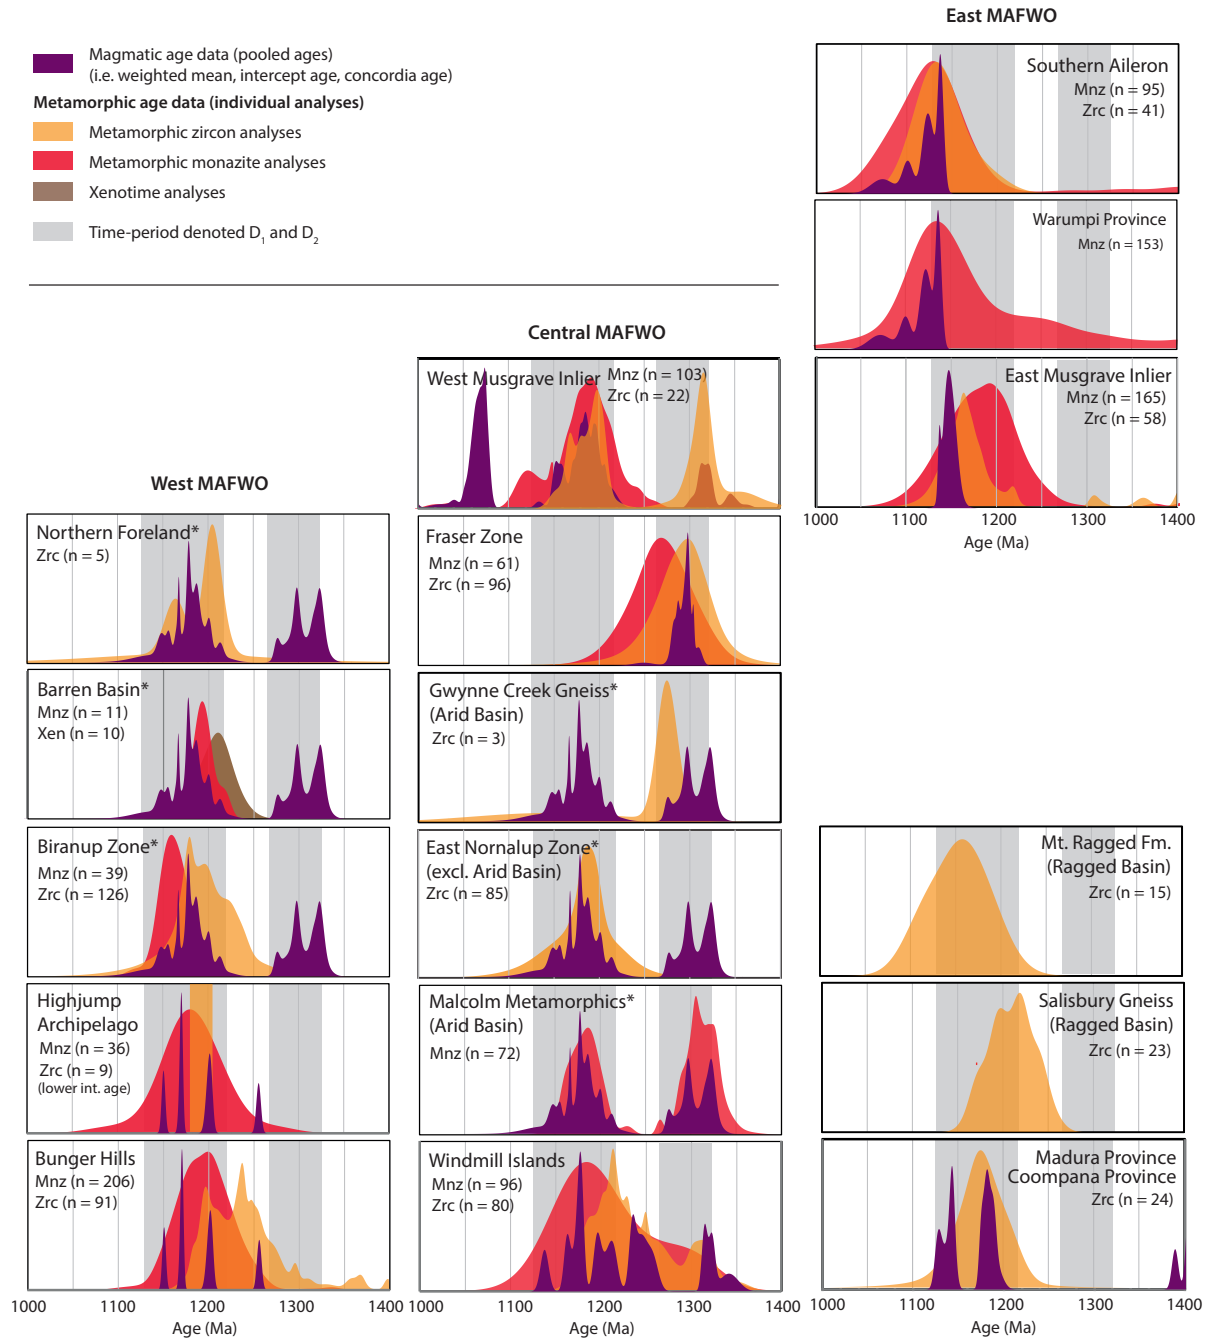 Magmatic age data (pooled ages)
(i.e. weighted mean, intercept age, concordia age)
Metamorphic age data (individual analyses)
Metamorphic zircon analyses
Metamorphic monazite analyses
Xenotime analyses
Time-period denoted D₁ and D₂
West MAFWO
Northern Foreland*
Zrc (n = 5)
Barren Basin*
Mnz (n = 11)
Xen (n = 10)
Biranup Zone*
Mnz (n = 39)
Zrc (n = 126)
Highjump
Archipelago
Mnz (n = 36)
Zrc (n = 9)
(lower int. age)
Bunger Hills
Mnz (n = 206)
Zrc (n = 91)
1000 1100 1200 1300 1400
Age (Ma)
Central MAFWO
West Musgrave Inlier
Mnz (n = 103)
Zrc (n = 22)
Fraser Zone
Mnz (n = 61)
Zrc (n = 96)
Gwynne Creek Gneiss*
(Arid Basin)
Zrc (n = 3)
East Nornalup Zone*
(excl. Arid Basin)
Zrc (n = 85)
Malcolm Metamorphics*
(Arid Basin)
Mnz (n = 72)
Windmill Islands
Mnz (n = 96)
Zrc (n = 80)
1000 1100 1200 1300 1400
Age (Ma)
East MAFWO
Southern Aileron
Mnz (n = 95)
Zrc (n = 41)
Warumpi Province
Mnz (n = 153)
East Musgrave Inlier
Mnz (n = 165)
Zrc (n = 58)
1000 1100 1200 1300 1400
Age (Ma)
Mt. Ragged Fm.
(Ragged Basin)
Zrc (n = 15)
Salisbury Gneiss
(Ragged Basin)
Zrc (n = 23)
Madura Province
Coompana Province
Zrc (n = 24)
1000 1100 1200 1300 1400
Age (Ma)